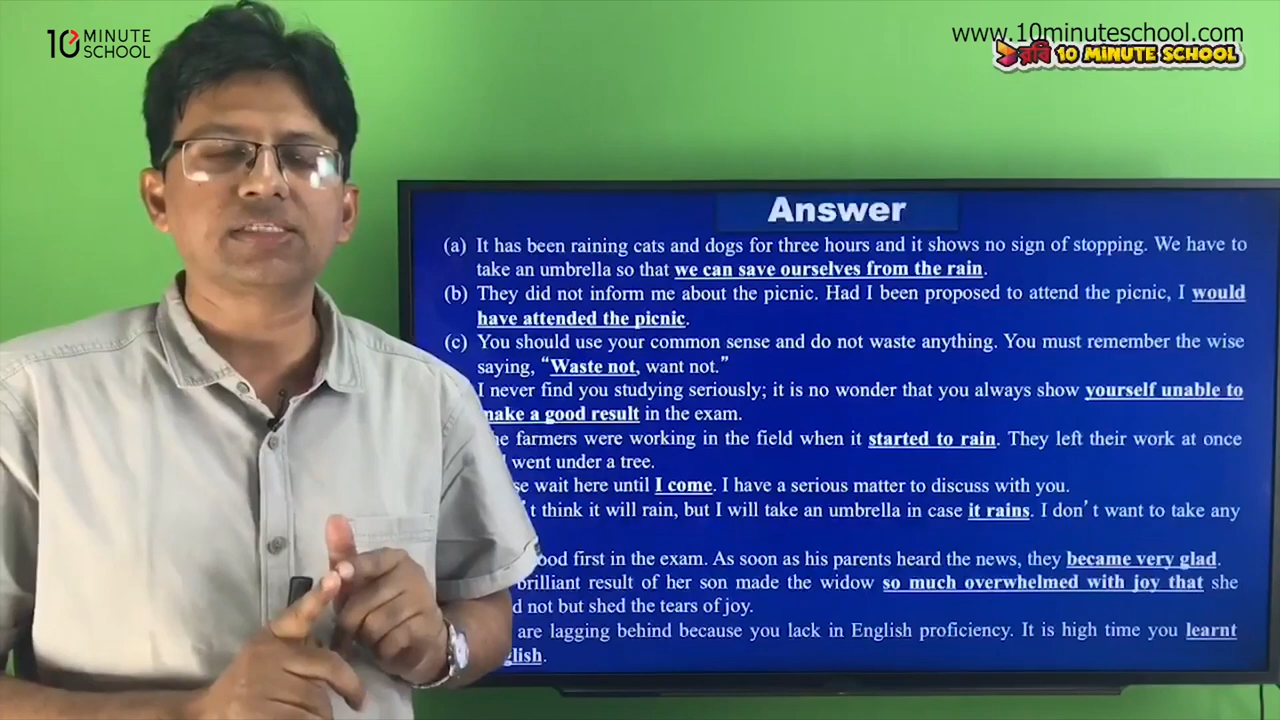 10 MINUTE
SCHOOL
www.10minuteschool.com
রবি 10 MINUTE SCHOOL
Answer
(a) It has been raining cats and dogs for three hours and it shows no sign of stopping. We have to
take an umbrella so that we can save ourselves from the rain.
(b) They did not inform me about the picnic. Had I been proposed to attend the picnic, I would
have attended the picnic.
(c) You should use your common sense and do not waste anything. You must remember the wise
saying, “Waste not, want not.”
I never find you studying seriously; it is no wonder that you always show yourself unable to
make a good result in the exam.
farmers were working in the field when it started to rain. They left their work at once
went under a tree.
wait here until I come. I have a serious matter to discuss with you.
think it will rain, but I will take an umbrella in case it rains. I don’t want to take any
first in the exam. As soon as his parents heard the news, they became very glad.
brilliant result of her son made the widow so much overwhelmed with joy that she
not but shed the tears of joy.
are lagging behind because you lack in English proficiency. It is high time you learnt